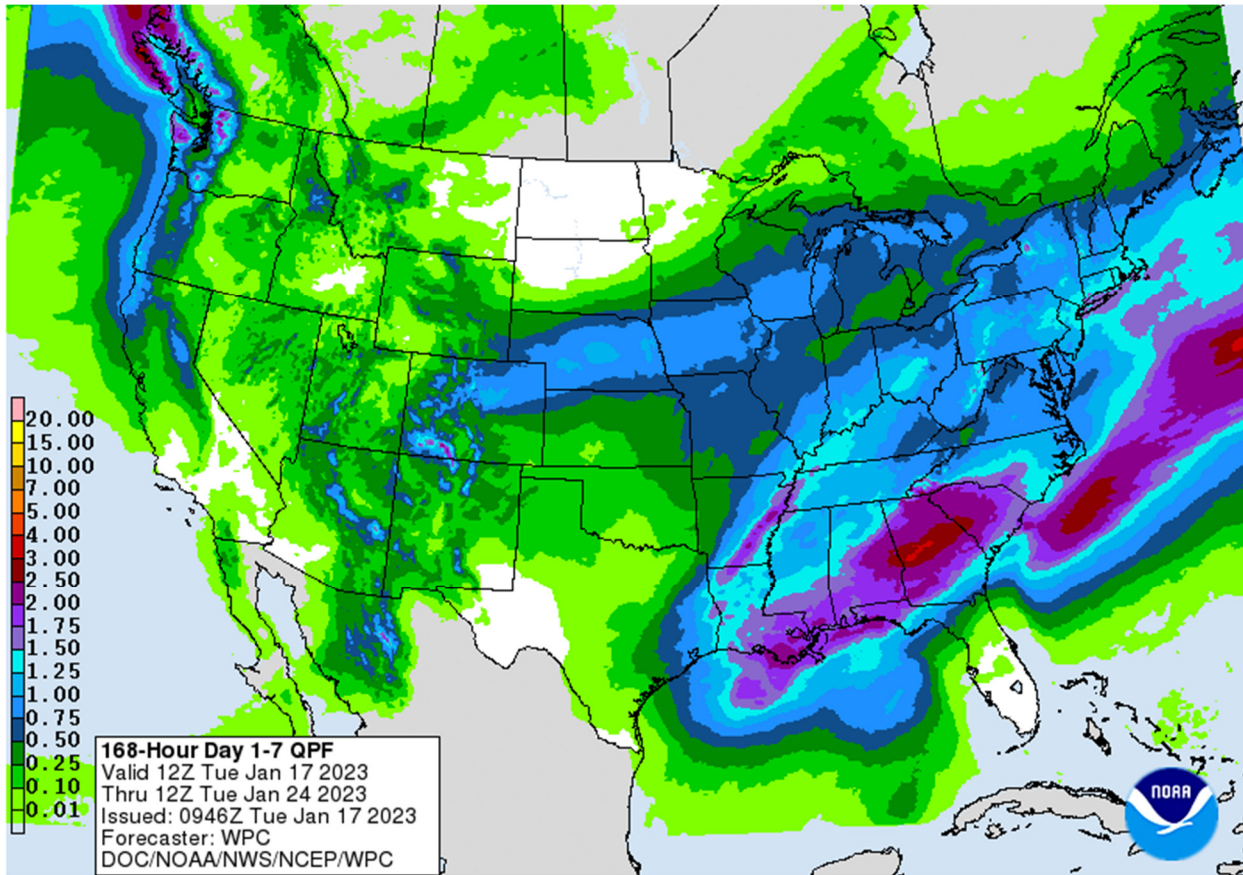 20.00
15.00
10.00
7.00
5.00
4.00
3.00
2.50
2.00
1.75
1.50
1.25
1.00
0.75
0.50
0.25
0.10
0.01
168-Hour Day 1-7 QPF
Valid 12Z Tue Jan 17 2023
Thru 12Z Tue Jan 24 2023
Issued: 0946Z Tue Jan 17 2023
Forecaster: WPC
DOC/NOAA/NWS/NCEP/WPC
NOAA